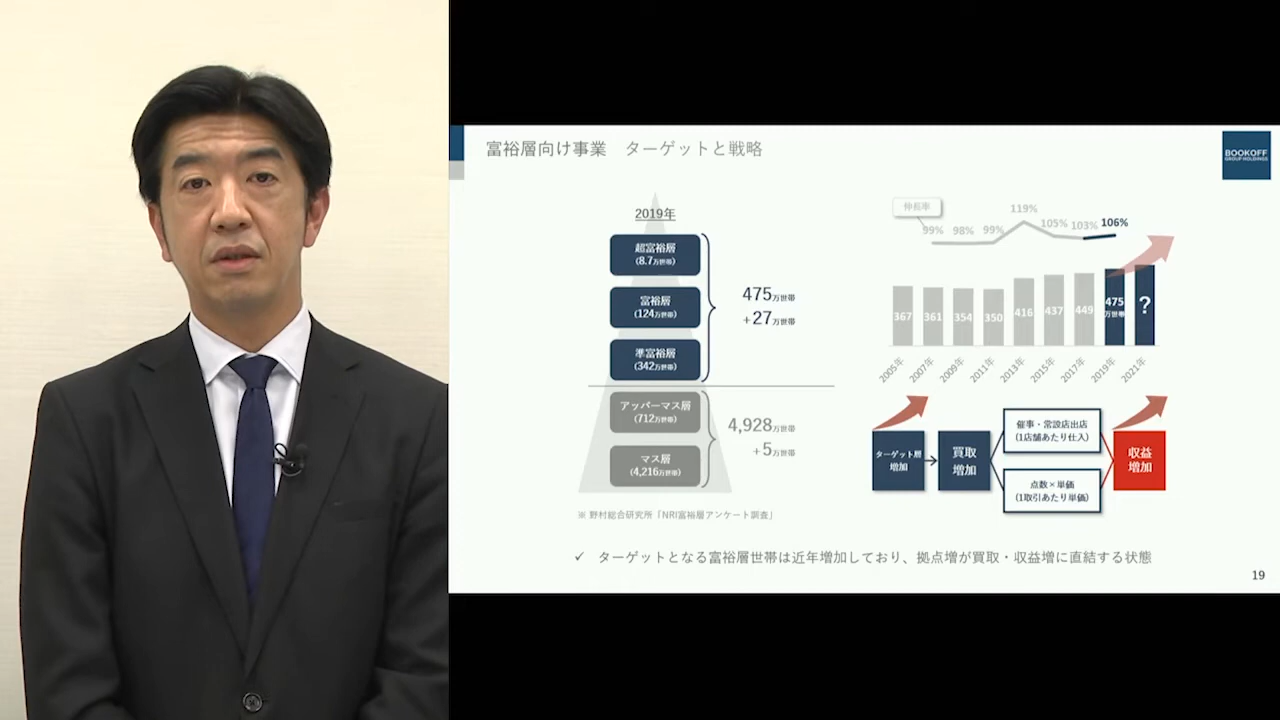 富裕層向け事業 ターゲットと戦略
BOOKOFF
GROUP HOLDINGS
2019年
超富裕層
(8.7万世帯)
富裕層
(124万世帯)
準富裕層
(342万世帯)
475万世帯
+27万世帯
アッパーマス層
(712万世帯)
マス層
(4,216万世帯)
4,928万世帯
+5万世帯
※ 野村総合研究所「NRI富裕層アンケート調査」
伸長率
99% 98% 99% 119% 105% 103% 106%
367 361 354 350 416 437 449 475万世帯 ?
2005年 2007年 2009年 2011年 2013年 2015年 2017年 2019年 2021年
ターゲット層
増加
買取
増加
催事・常設店出店
(1店舗あたり仕入)
点数×単価
(1取引あたり単価)
収益
増加
✓ ターゲットとなる富裕層世帯は近年増加しており、拠点増が買取・収益増に直結する状態
19